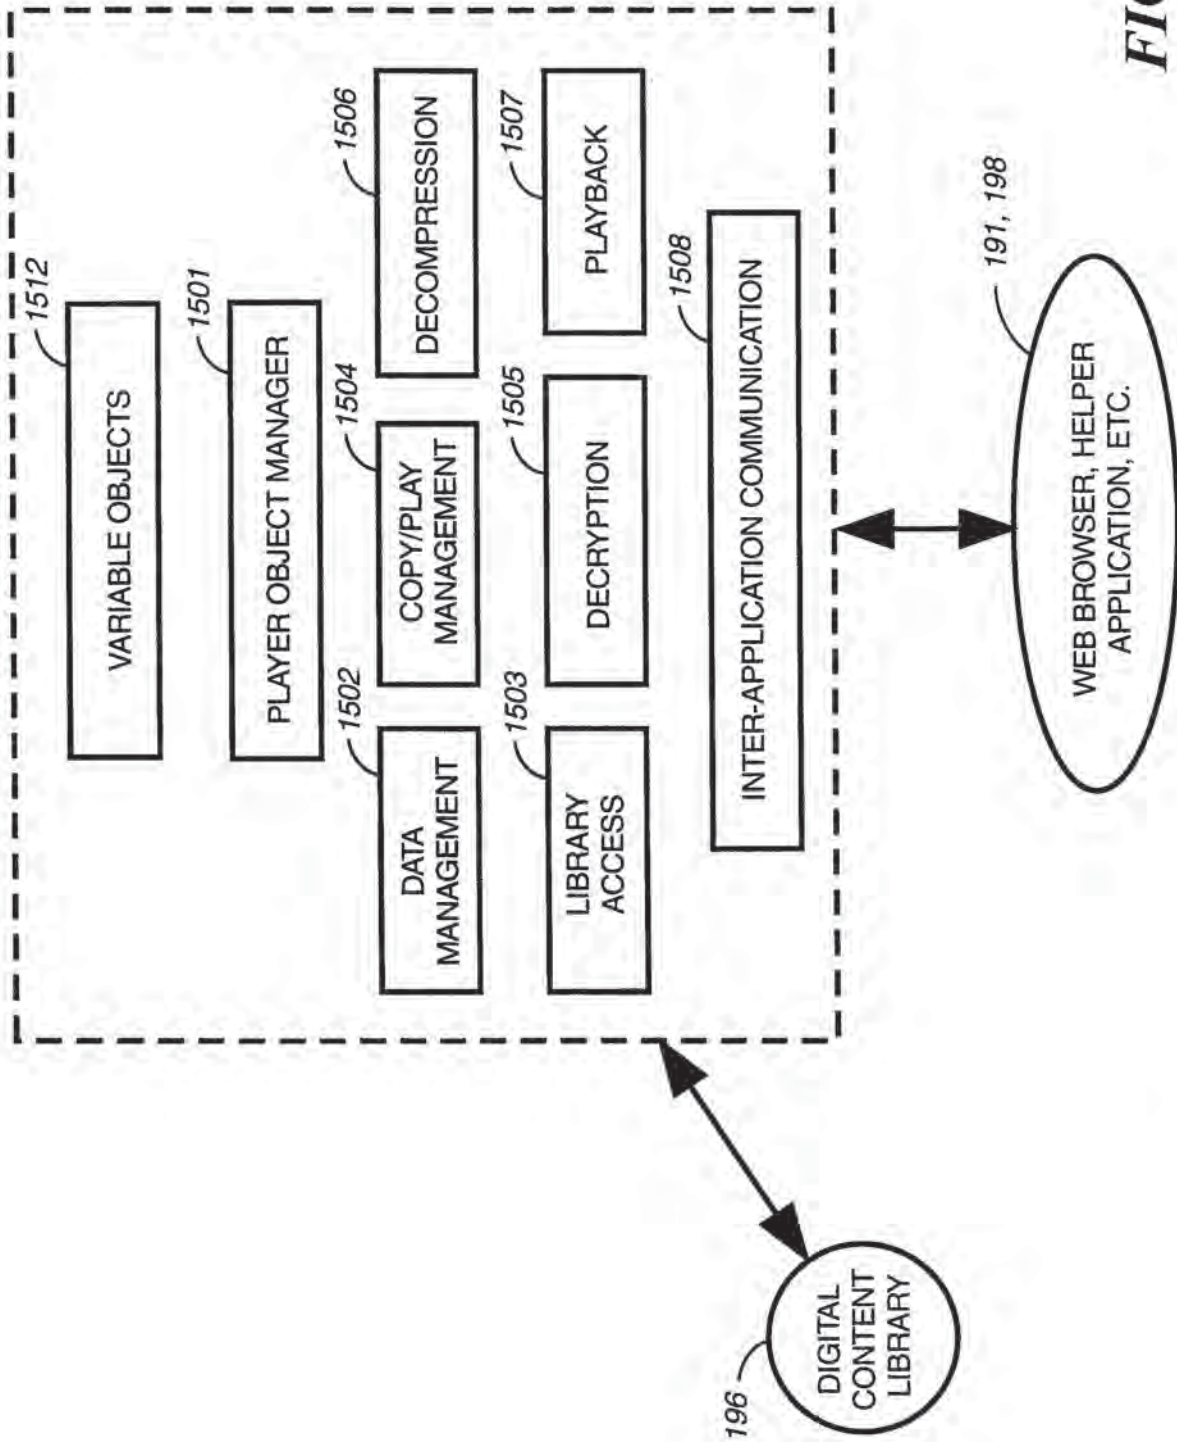 1512
VARIABLE OBJECTS
1501
PLAYER OBJECT MANAGER
1502
DATA
MANAGEMENT
1504
COPY/PLAY
MANAGEMENT
1506
DECOMPRESSION
1503
LIBRARY
ACCESS
1505
DECRYPTION
1507
PLAYBACK
1508
INTER-APPLICATION COMMUNICATION
196
DIGITAL
CONTENT
LIBRARY
191, 198
WEB BROWSER, HELPER
APPLICATION, ETC.